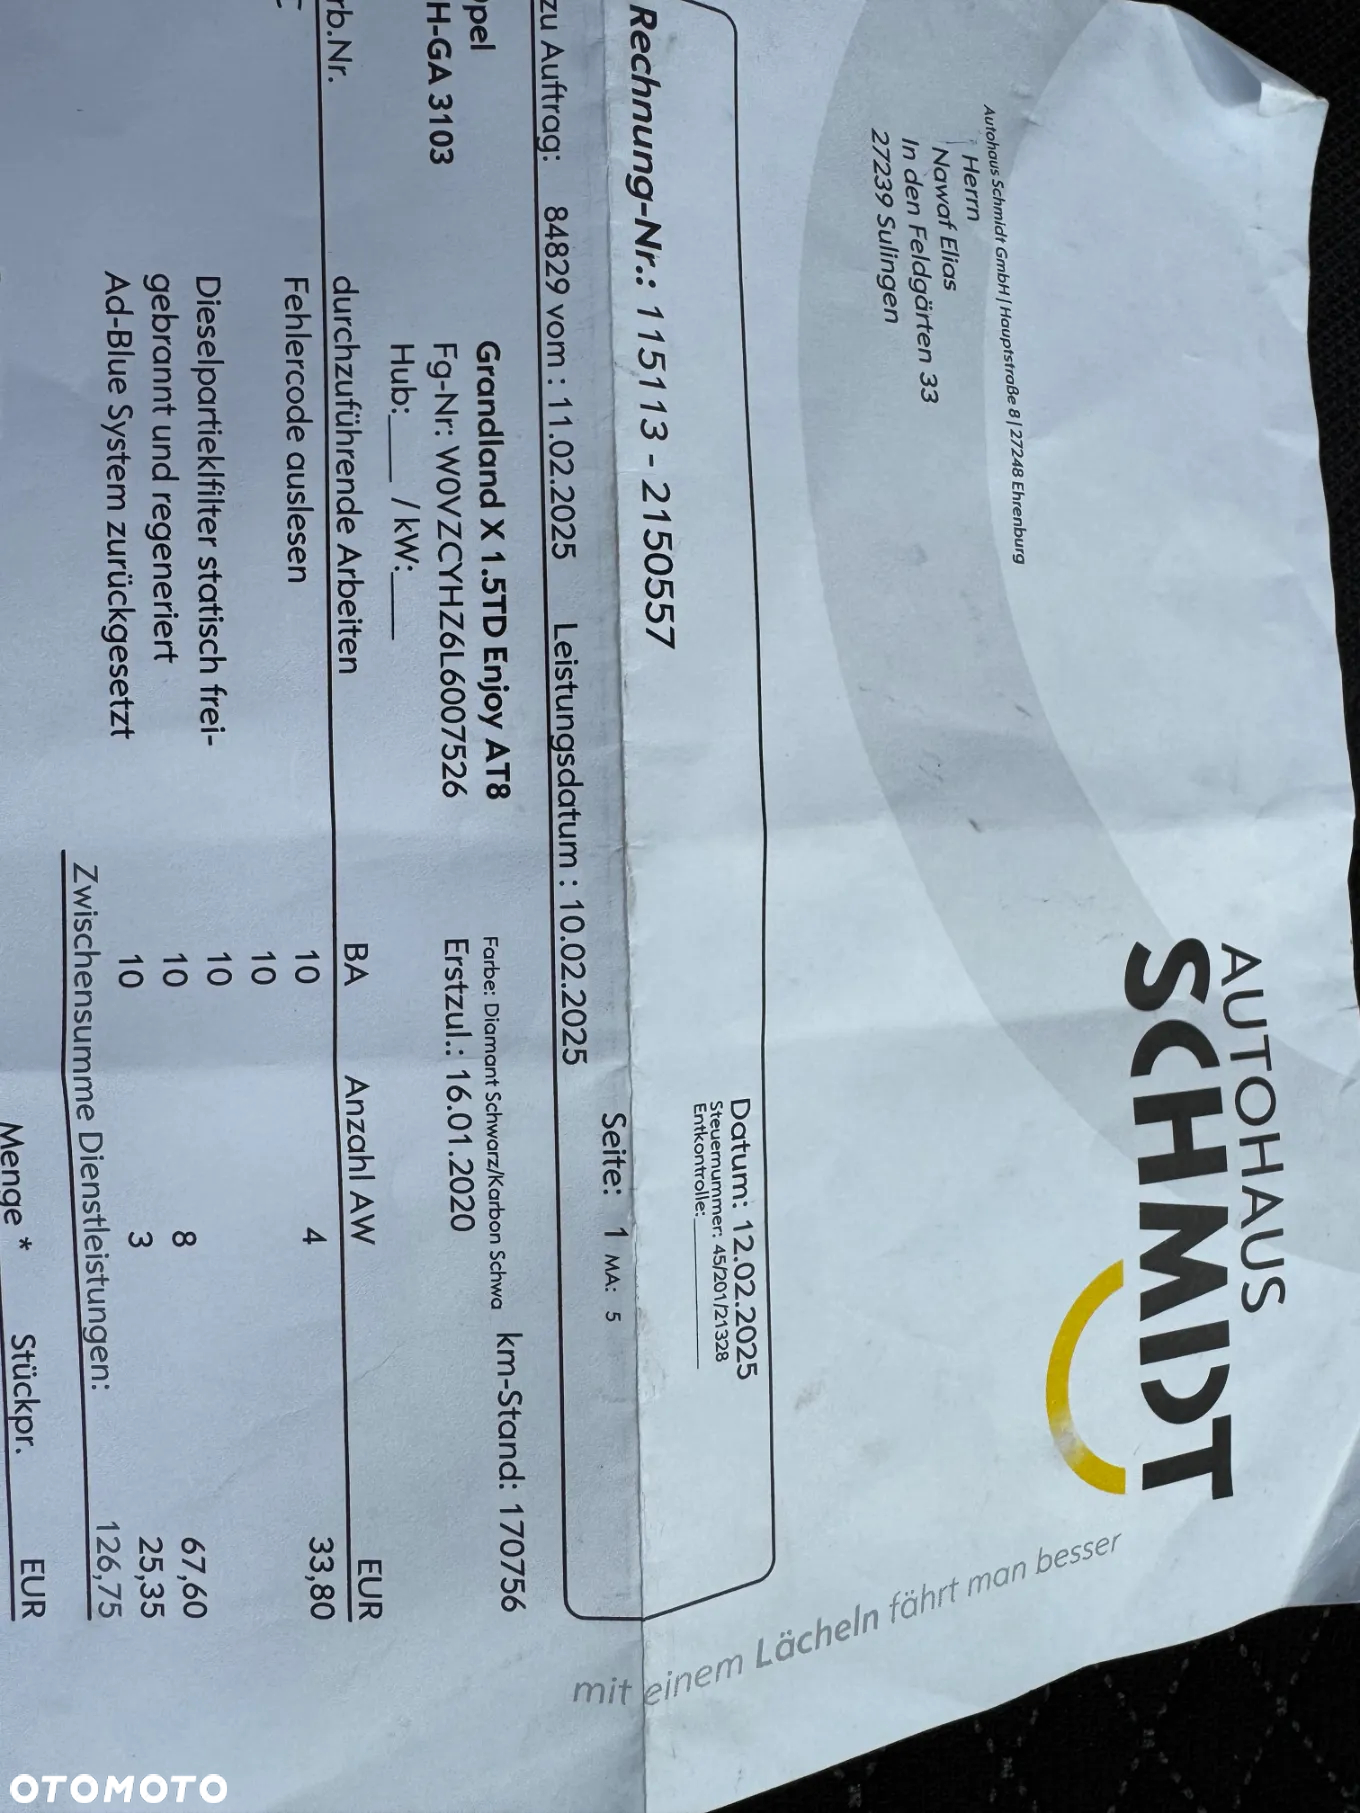 AUTOHAUS
SCHMIDT
mit einem Lächeln fährt man besser
Autohaus Schmidt GmbH | Hauptstraße 8 | 27248 Ehrenburg
Herrn
Nawaf Elias
In den Feldgärten 33
27239 Sulingen
Datum: 12.02.2025
Steuernummer: 45/201/21328
Entkontrolle:
Rechnung-Nr.: 115113 - 2150557
Seite: 1 MA: 5
zu Auftrag: 84829 vom : 11.02.2025 Leistungsdatum : 10.02.2025
pel Grandland X 1.5TD Enjoy AT8 Farbe: Diamant Schwarz/Karbon Schwa km-Stand: 170756
H-GA 3103 Fg-Nr: W0VZCYHZ6L6007526 Erstzul.: 16.01.2020
Hub:___ / kW:____
rb.Nr. durchzuführende Arbeiten BA Anzahl AW EUR
Fehlercode auslesen 10 4 33,80
10
Dieselpartieklfilter statisch frei- 10
gebrannt und regeneriert 10 8 67,60
Ad-Blue System zurückgesetzt 10 3 25,35
Zwischensumme Dienstleistungen: 126,75
Menge * Stückpr. EUR
OTOMOTO